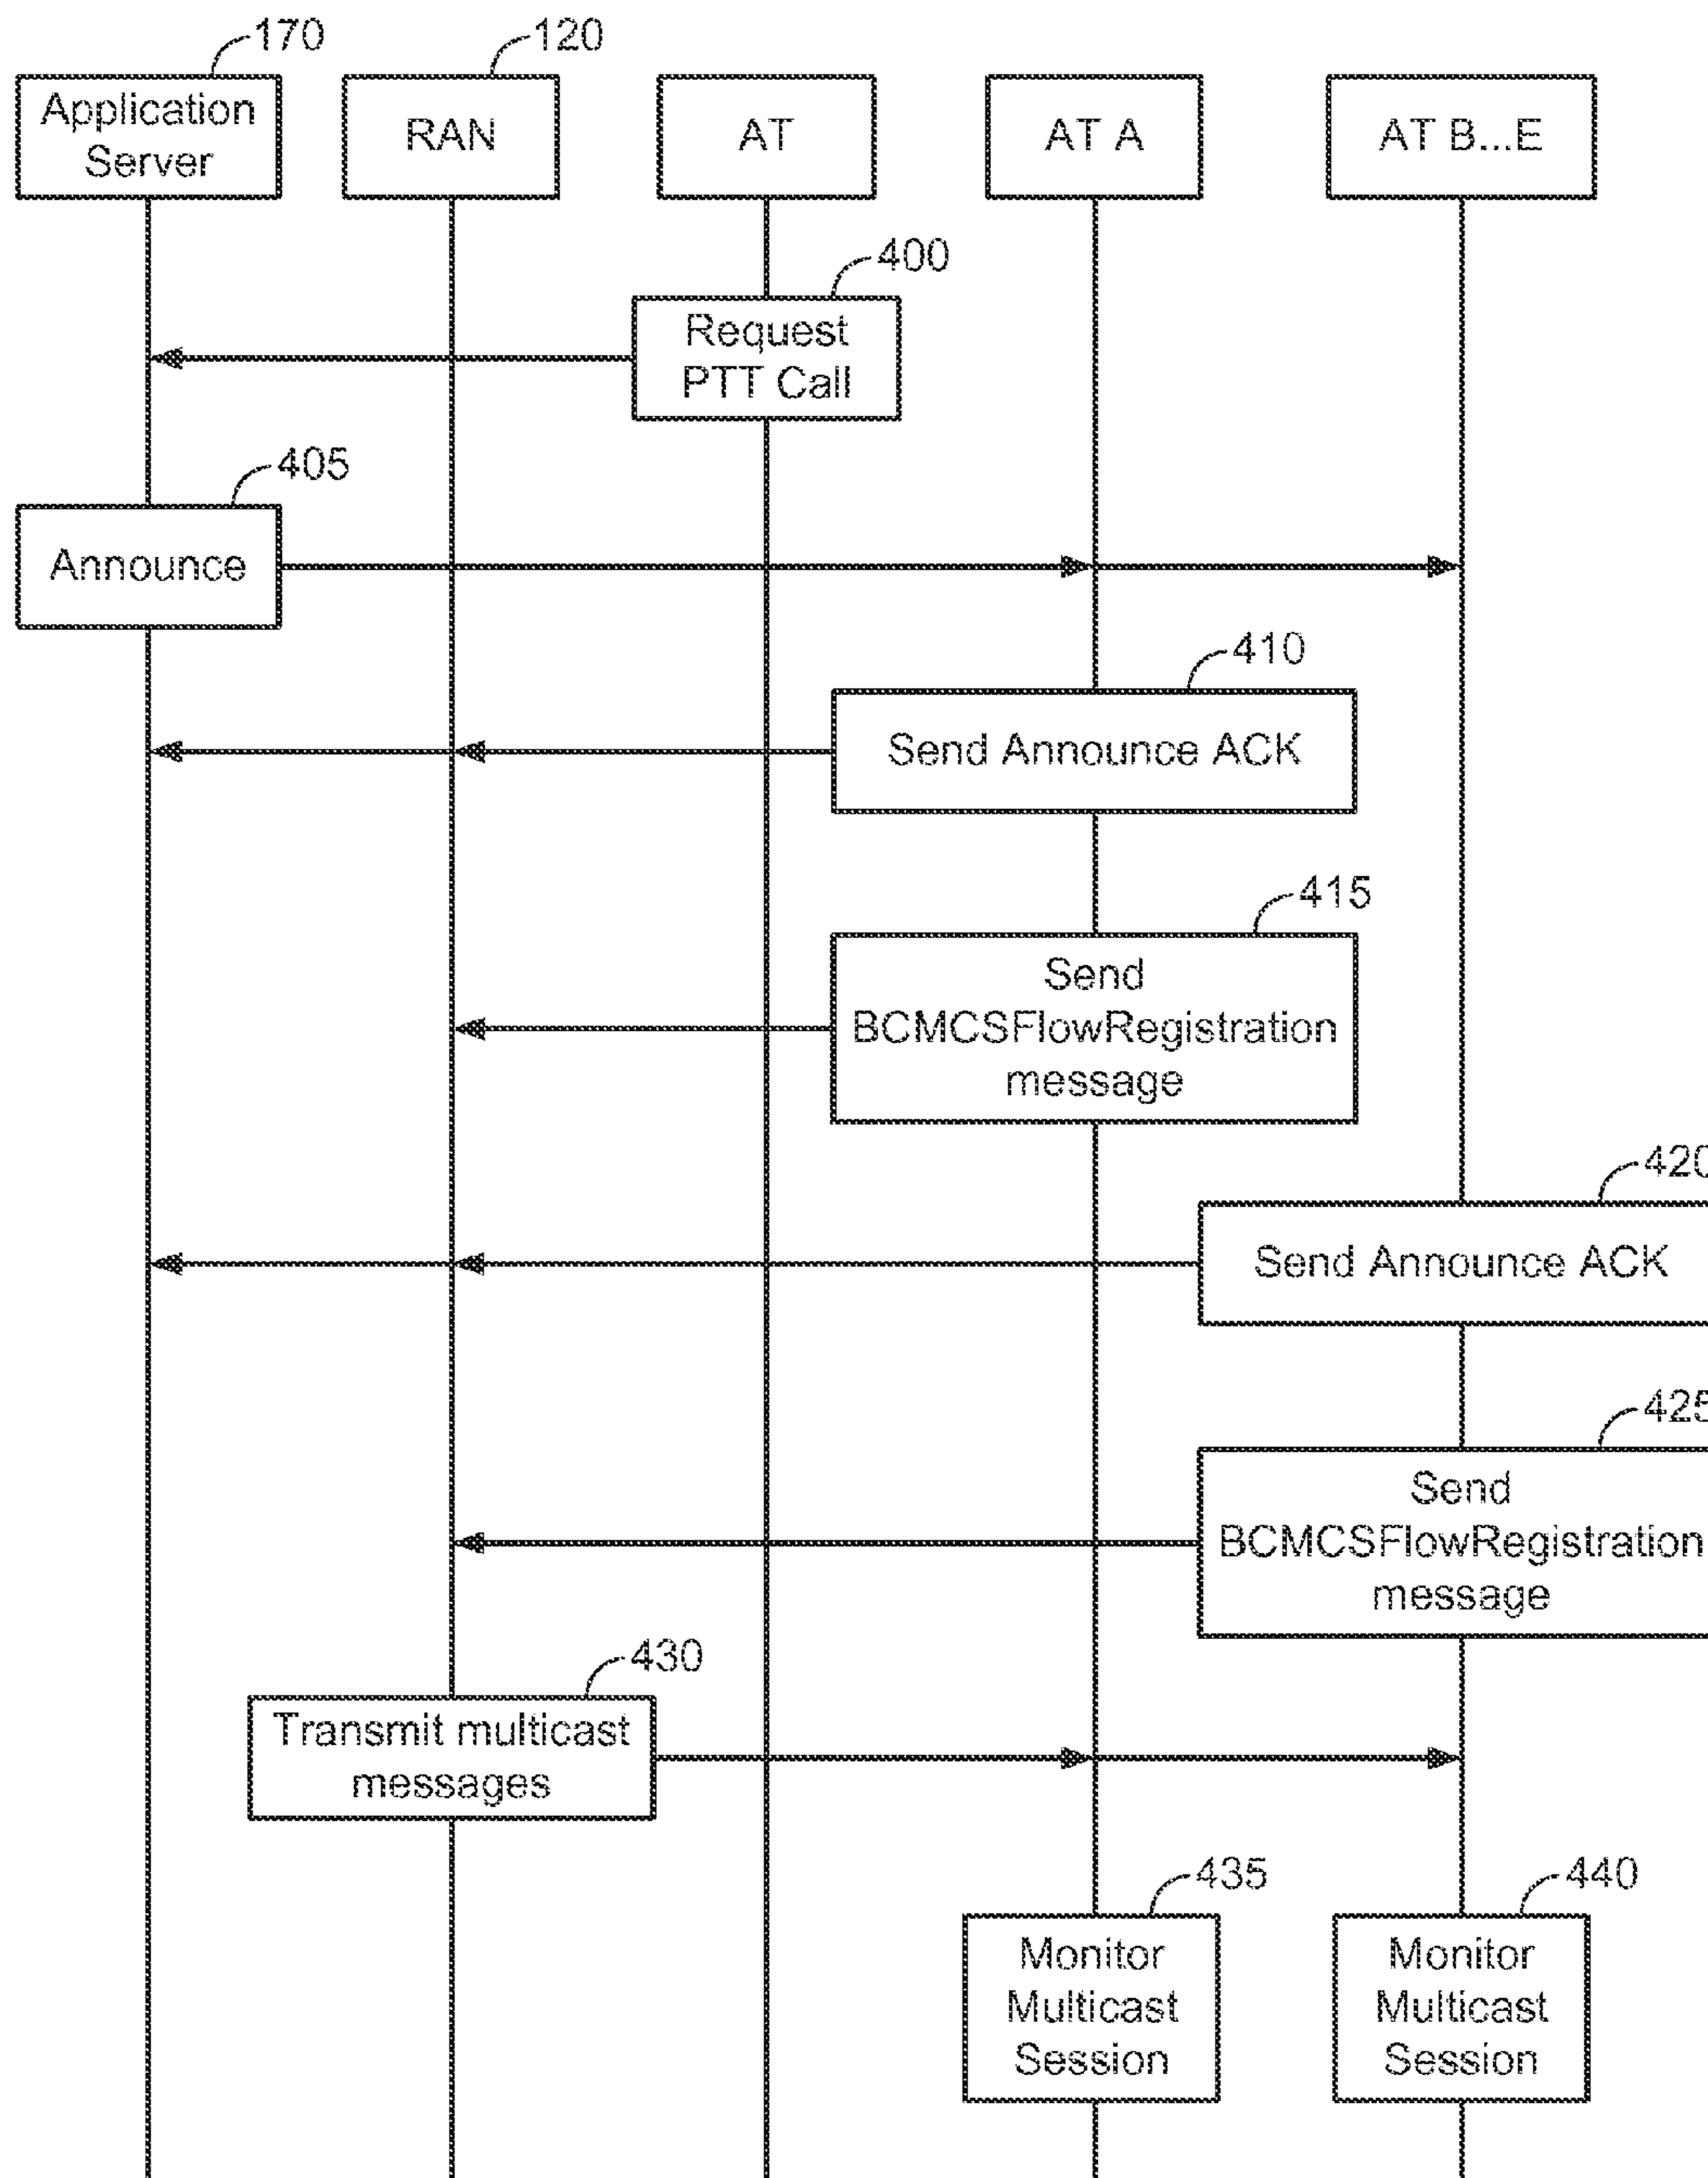 170
120
Application
Server
RAN
AT
AT A
AT B...E
400
Request
PTT Call
405
Announce
410
Send Announce ACK
415
Send
BCMCSFlowRegistration
message
420
Send Announce ACK
425
Send
BCMCSFlowRegistration
message
430
Transmit multicast
messages
435
440
Monitor
Multicast
Session
Monitor
Multicast
Session